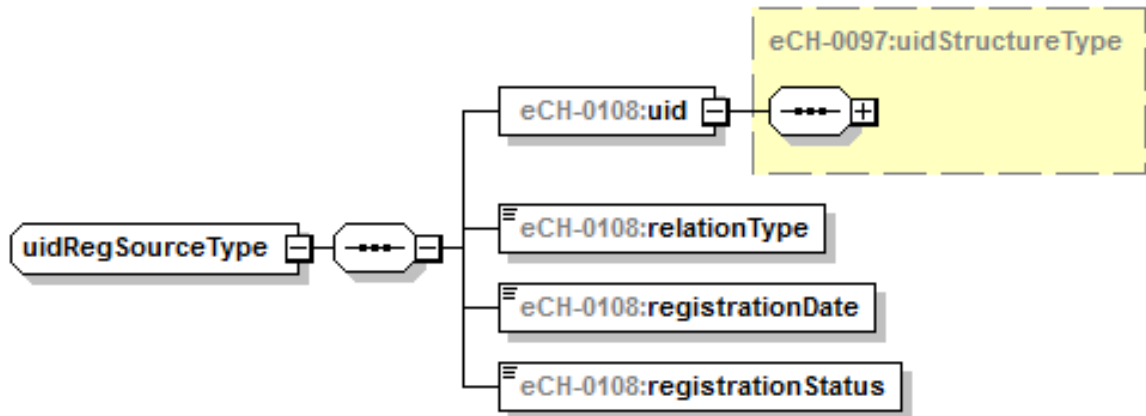 eCH-0097:uidStructureType
eCH-0108:uid
eCH-0108:relationType
uidRegSourceType
eCH-0108:registrationDate
eCH-0108:registrationStatus